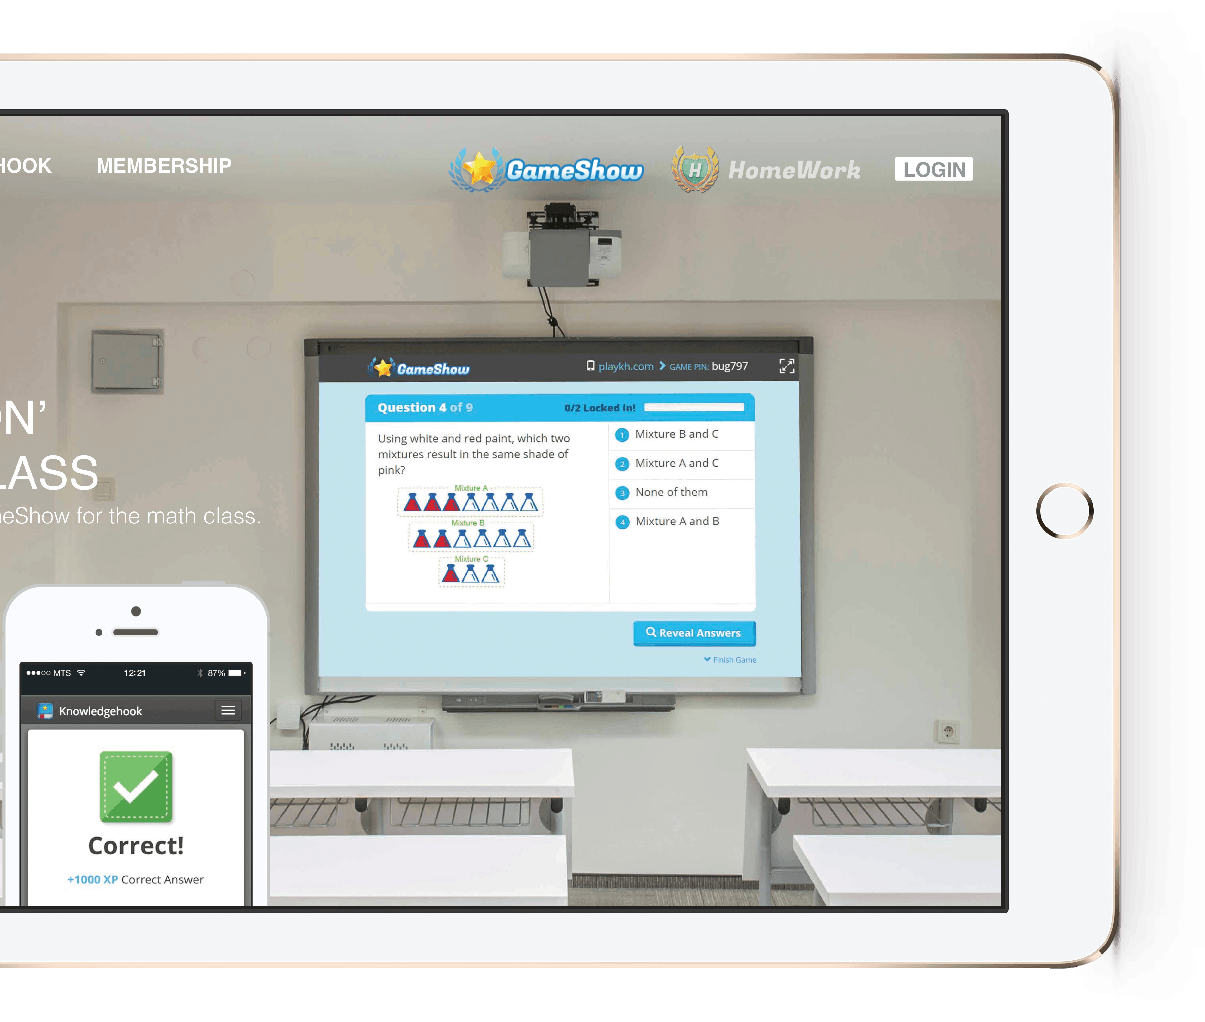 HOOK
MEMBERSHIP
GameShow
H
HomeWork
LOGIN
GameShow
playkh.com
GAME PIN: bug797
Question 4 of 9
0/2 Locked In!
Using white and red paint, which two
mixtures result in the same shade of
pink?
Mixture A
Mixture B
Mixture C
1 Mixture B and C
2 Mixture A and C
3 None of them
4 Mixture A and B
Reveal Answers
Finish Game
ON’
LASS
eShow for the math class.
MTS
12:21
87%
Knowledgehook
Correct!
+1000 XP Correct Answer